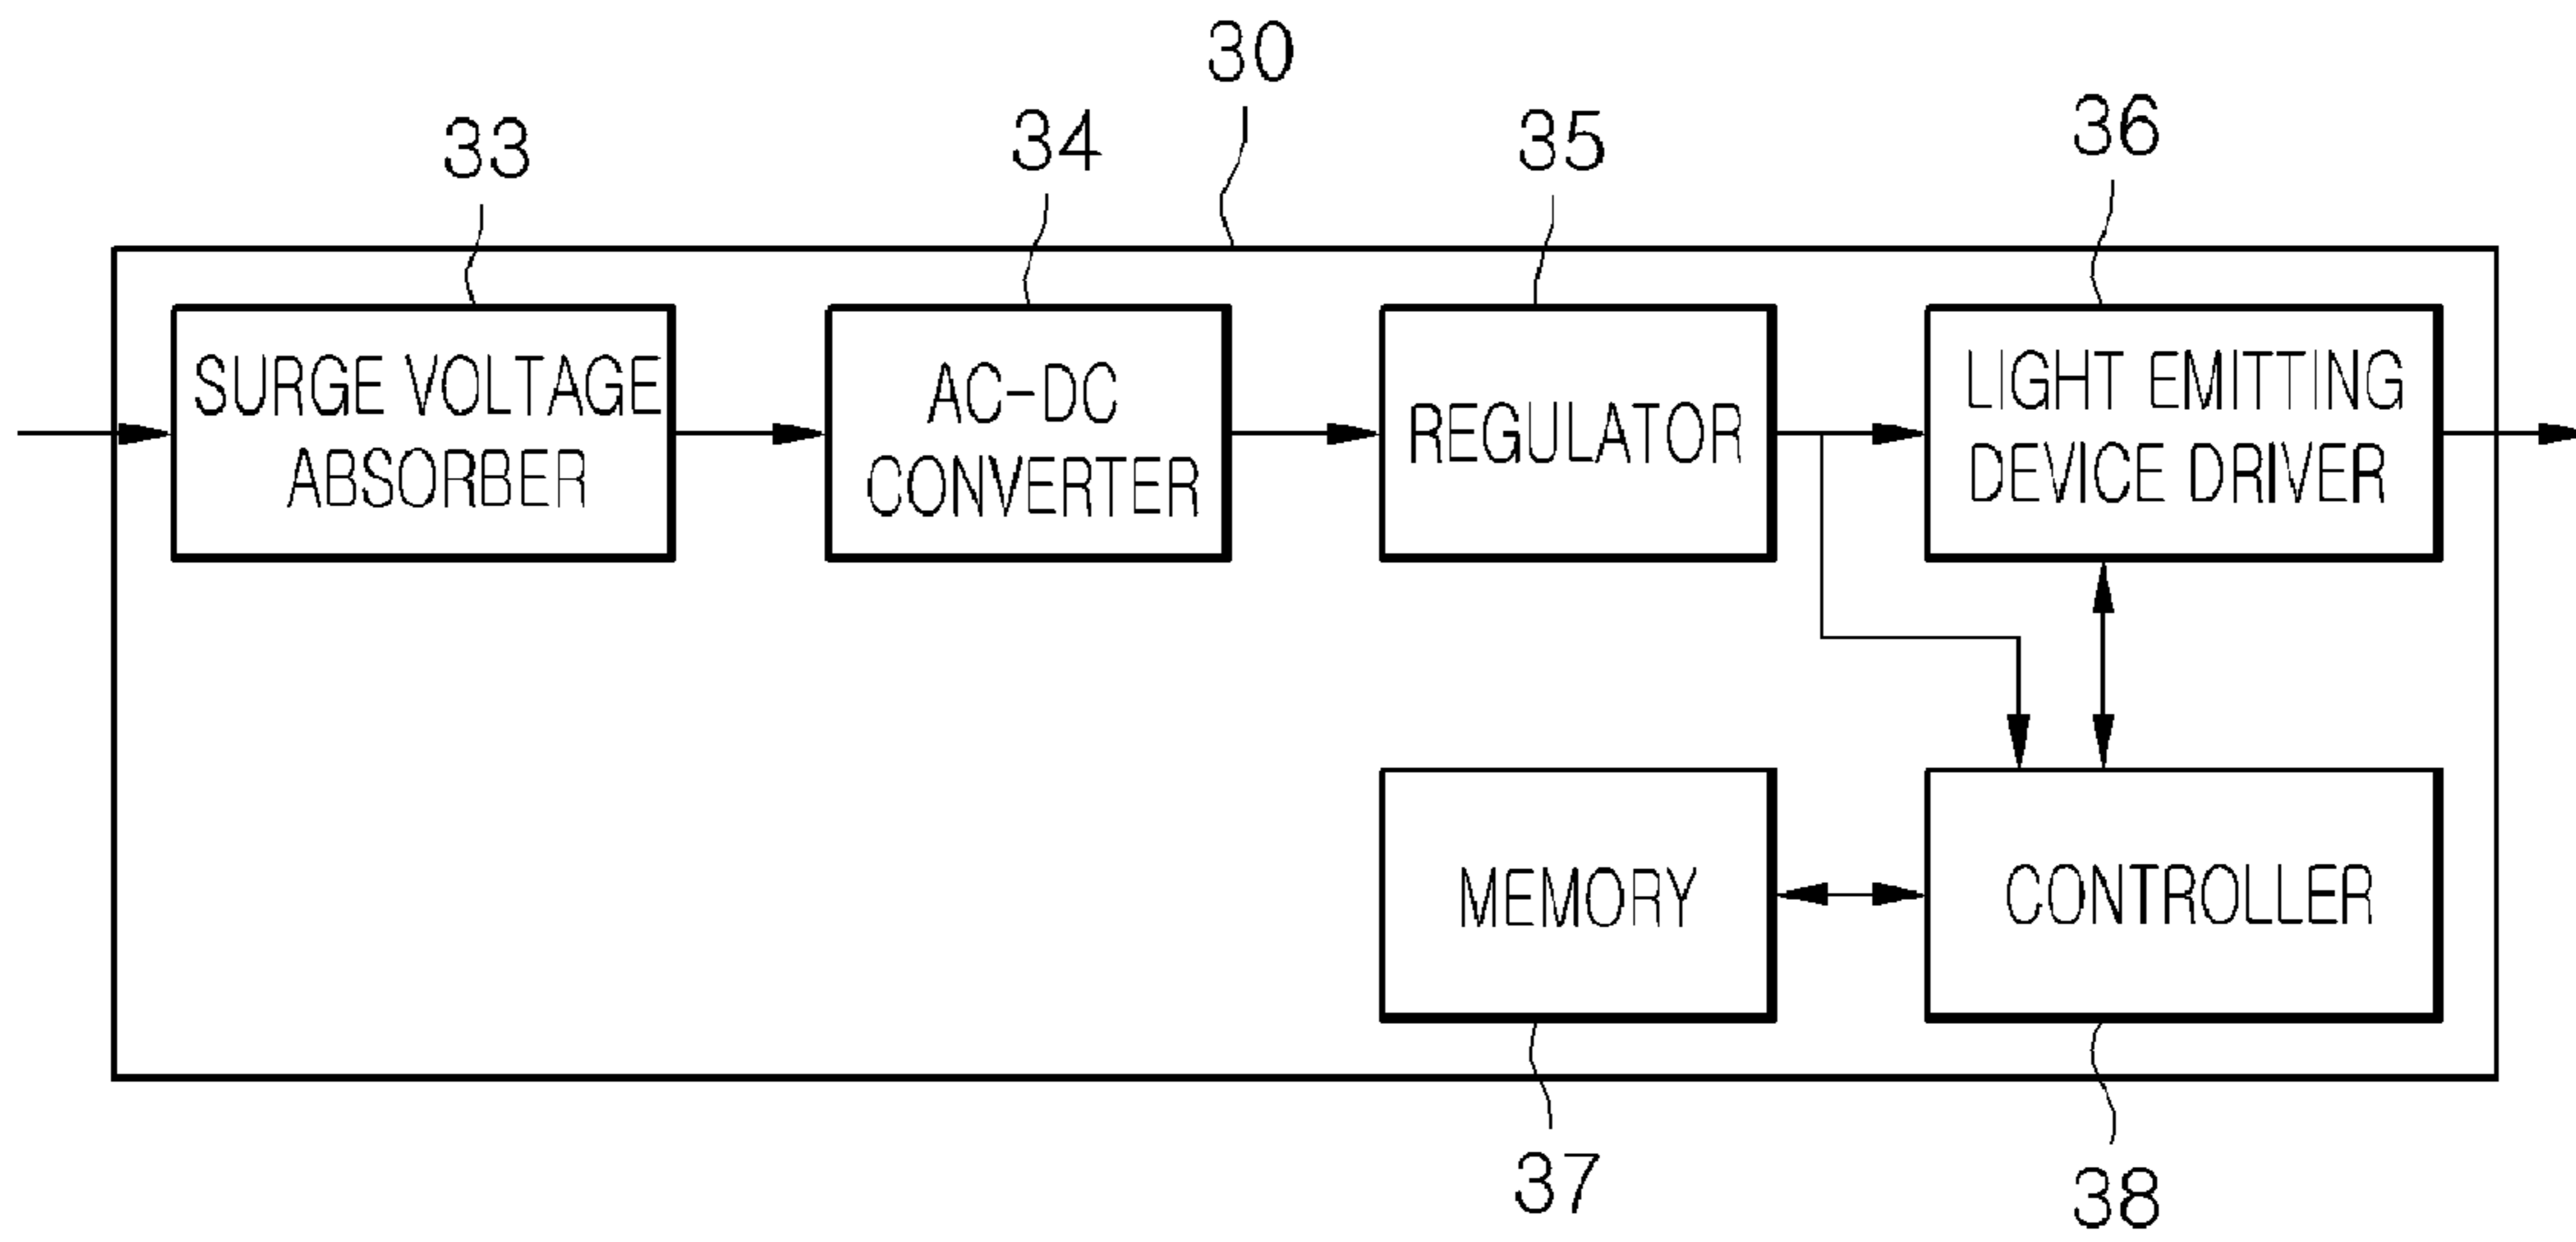 30
33
34
35
36
SURGE VOLTAGE
ABSORBER
AC-DC
CONVERTER
REGULATOR
LIGHT EMITTING
DEVICE DRIVER
MEMORY
CONTROLLER
37
38